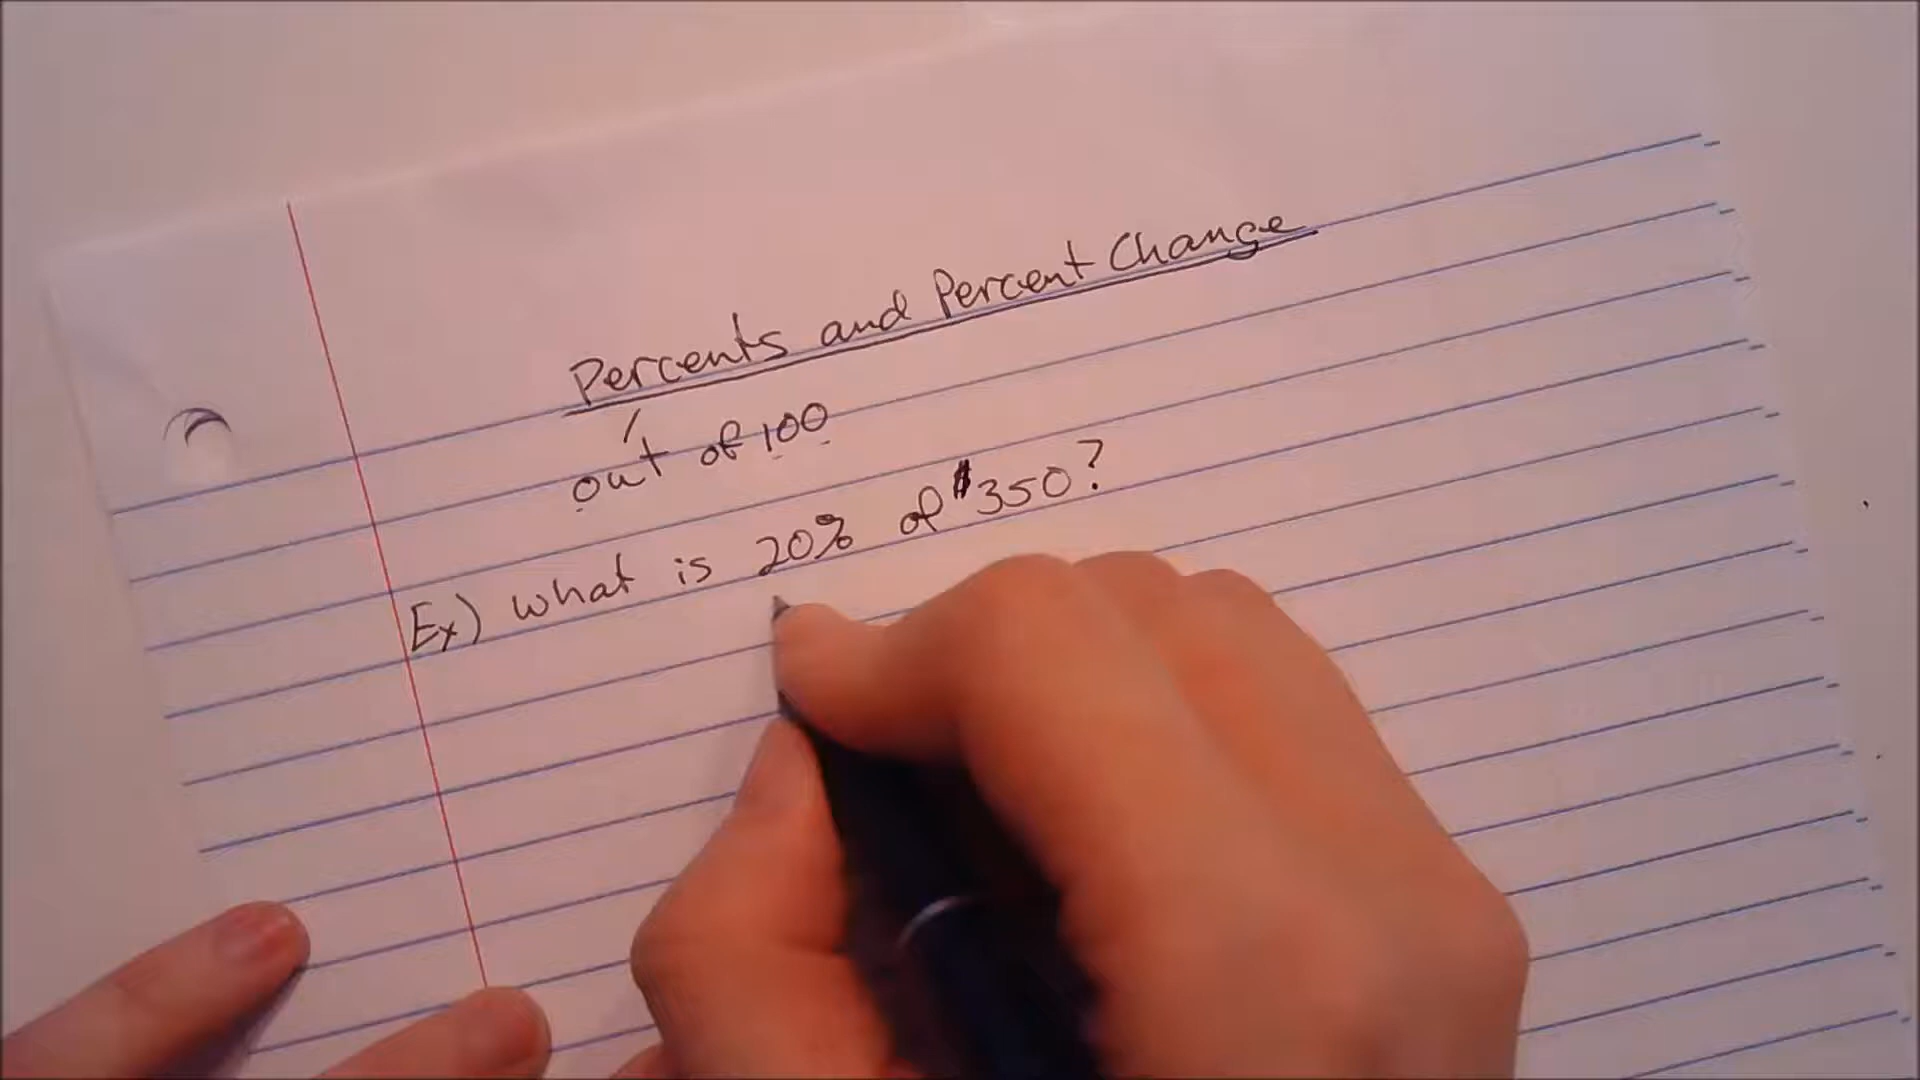 Percents and Percent Change
out of 100
Ex) what is 20% of $350?